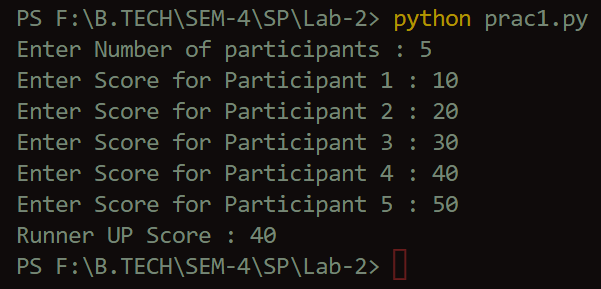 PS F:\B.TECH\SEM-4\SP\Lab-2> python prac1.py
Enter Number of participants : 5
Enter Score for Participant 1 : 10
Enter Score for Participant 2 : 20
Enter Score for Participant 3 : 30
Enter Score for Participant 4 : 40
Enter Score for Participant 5 : 50
Runner UP Score : 40
PS F:\B.TECH\SEM-4\SP\Lab-2>